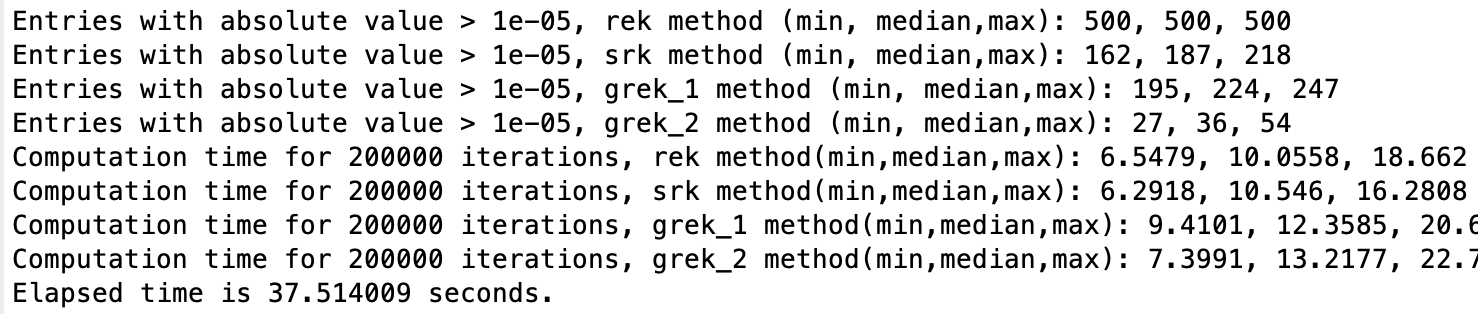 Entries with absolute value > 1e-05, rek method (min, median,max): 500, 500, 500
Entries with absolute value > 1e-05, srk method (min, median,max): 162, 187, 218
Entries with absolute value > 1e-05, grek_1 method (min, median,max): 195, 224, 247
Entries with absolute value > 1e-05, grek_2 method (min, median,max): 27, 36, 54
Computation time for 200000 iterations, rek method(min,median,max): 6.5479, 10.0558, 18.662
Computation time for 200000 iterations, srk method(min,median,max): 6.2918, 10.546, 16.2808
Computation time for 200000 iterations, grek_1 method(min,median,max): 9.4101, 12.3585, 20.6
Computation time for 200000 iterations, grek_2 method(min,median,max): 7.3991, 13.2177, 22.7
Elapsed time is 37.514009 seconds.